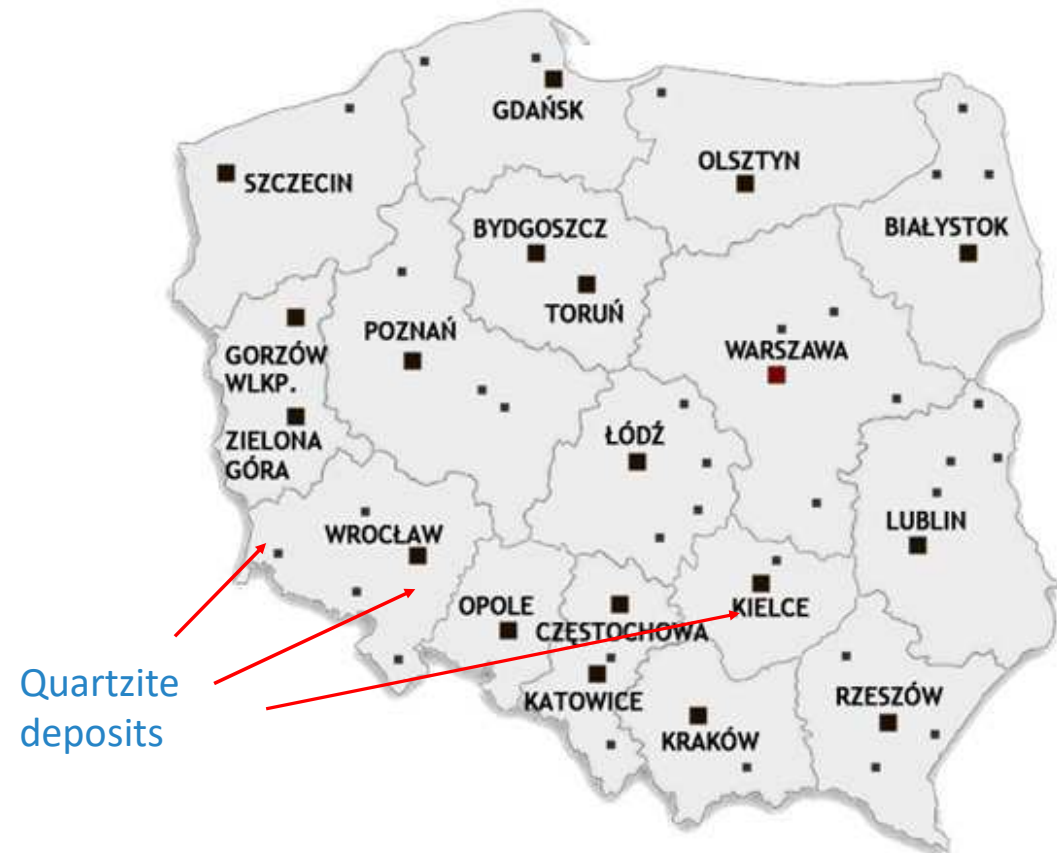 GDAŃSK
OLSZTYN
SZCZECIN
BYDGOSZCZ
BIAŁYSTOK
TORUŃ
POZNAŃ
WARSZAWA
GORZÓW
WLKP.
ZIELONA
GÓRA
ŁÓDŹ
WROCŁAW
LUBLIN
OPOLE
KIELCE
CZĘSTOCHOWA
KATOWICE
RZESZÓW
KRAKÓW
Quartzite
deposits